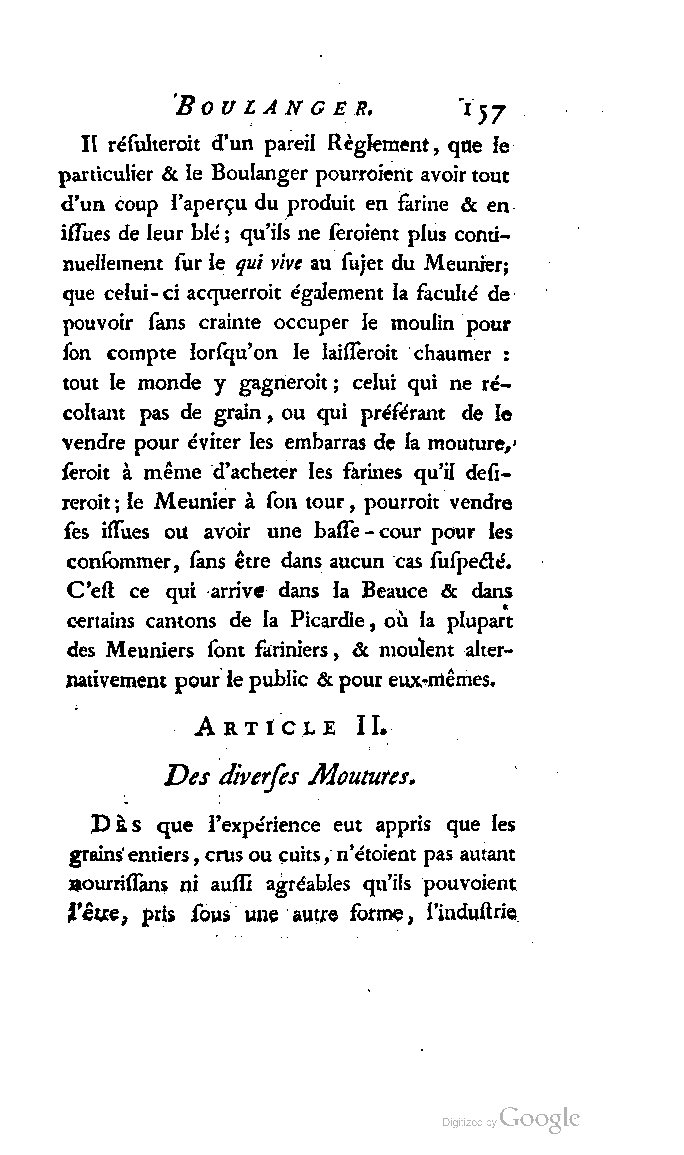 BOULANGER. 157
Il réſulteroit d'un pareil Règlement, que le
particulier & le Boulanger pourroient avoir tout
d'un coup l'aperçu du produit en farine & en
iſſues de leur blé; qu'ils ne ſeroient plus conti-
nuellement ſur le qui vive au ſujet du Meunier;
que celui-ci acquerroit également la faculté de
pouvoir ſans crainte occuper le moulin pour
ſon compte lorſqu'on le laiſſeroit chaumer :
tout le monde y gagneroit; celui qui ne ré-
coltant pas de grain, ou qui préférant de le
vendre pour éviter les embarras de la mouture,
ſeroit à même d'acheter les farines qu'il deſi-
reroit; le Meunier à ſon tour, pourroit vendre
ſes iſſues ou avoir une baſſe-cour pour les
conſommer, ſans être dans aucun cas ſuſpecté.
C'eſt ce qui arrive dans la Beauce & dans
certains cantons de la Picardie, où la plupart
des Meuniers ſont fariniers, & moulent alter-
nativement pour le public & pour eux-mêmes.
ARTICLE II.
Des diverſes Moutures.
DÈS que l'expérience eut appris que les
grains entiers, crus ou cuits, n'étoient pas autant
nourriſſans ni auſſi agréables qu'ils pouvoient
l'être, pris ſous une autre forme, l'induſtrie
Digitized by Google